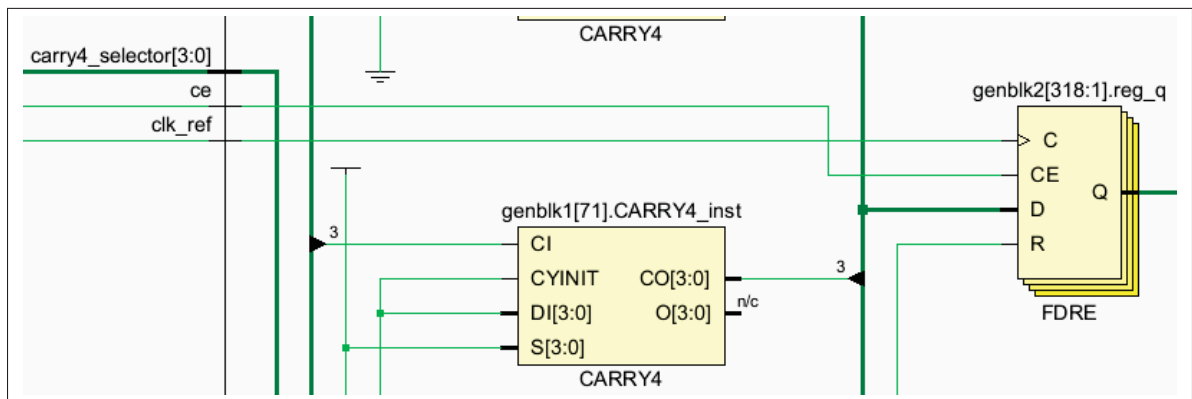 CARRY4
carry4_selector[3:0]
ce
clk_ref
genblk2[318:1].reg_q
C
CE
D
R
Q
FDRE
genblk1[71].CARRY4_inst
3
CI
CYINIT
DI[3:0]
S[3:0]
CO[3:0]
O[3:0]
3
n/c
CARRY4